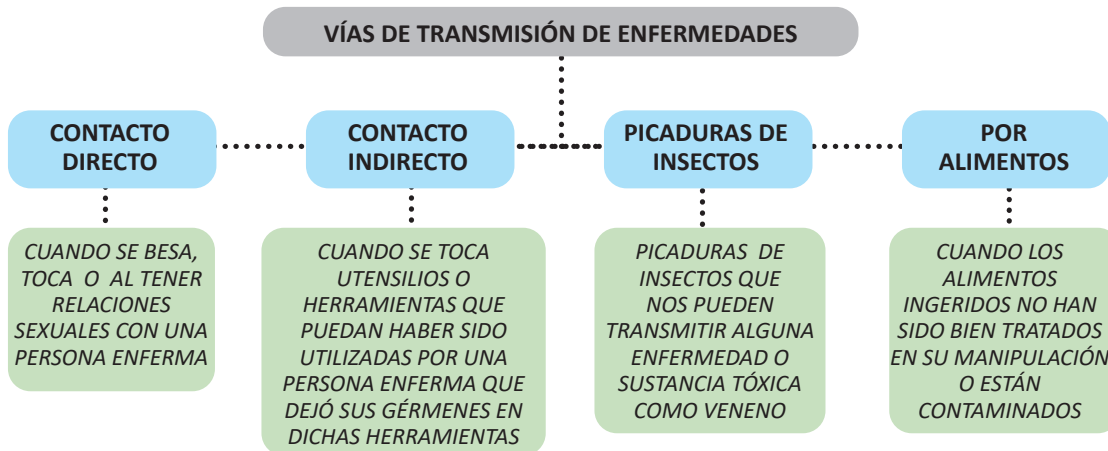 VÍAS DE TRANSMISIÓN DE ENFERMEDADES
CONTACTO
DIRECTO
CONTACTO
INDIRECTO
PICADURAS DE
INSECTOS
POR
ALIMENTOS
CUANDO SE BESA,
TOCA O AL TENER
RELACIONES
SEXUALES CON UNA
PERSONA ENFERMA
CUANDO SE TOCA
UTENSILIOS O
HERRAMIENTAS QUE
PUEDAN HABER SIDO
UTILIZADAS POR UNA
PERSONA ENFERMA QUE
DEJÓ SUS GÉRMENES EN
DICHAS HERRAMIENTAS
PICADURAS DE
INSECTOS QUE
NOS PUEDEN
TRANSMITIR ALGUNA
ENFERMEDAD O
SUSTANCIA TÓXICA
COMO VENENO
CUANDO LOS
ALIMENTOS
INGERIDOS NO HAN
SIDO BIEN TRATADOS
EN SU MANIPULACIÓN
O ESTÁN
CONTAMINADOS